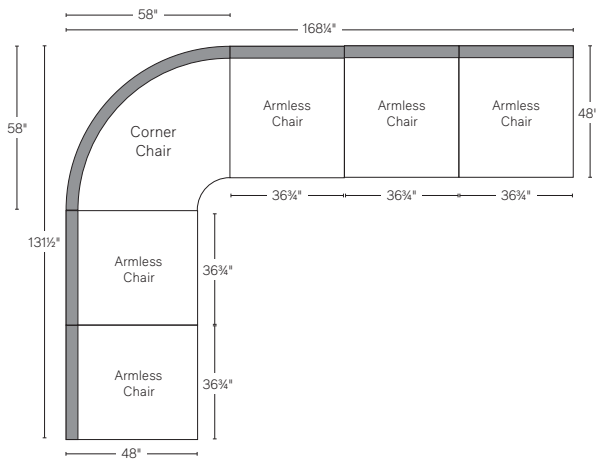 58"
168¼"
Armless
Chair
Armless
Chair
Armless
Chair
48"
58"
Corner
Chair
36¾"
36¾"
36¾"
131½"
Armless
Chair
36¾"
Armless
Chair
36¾"
48"